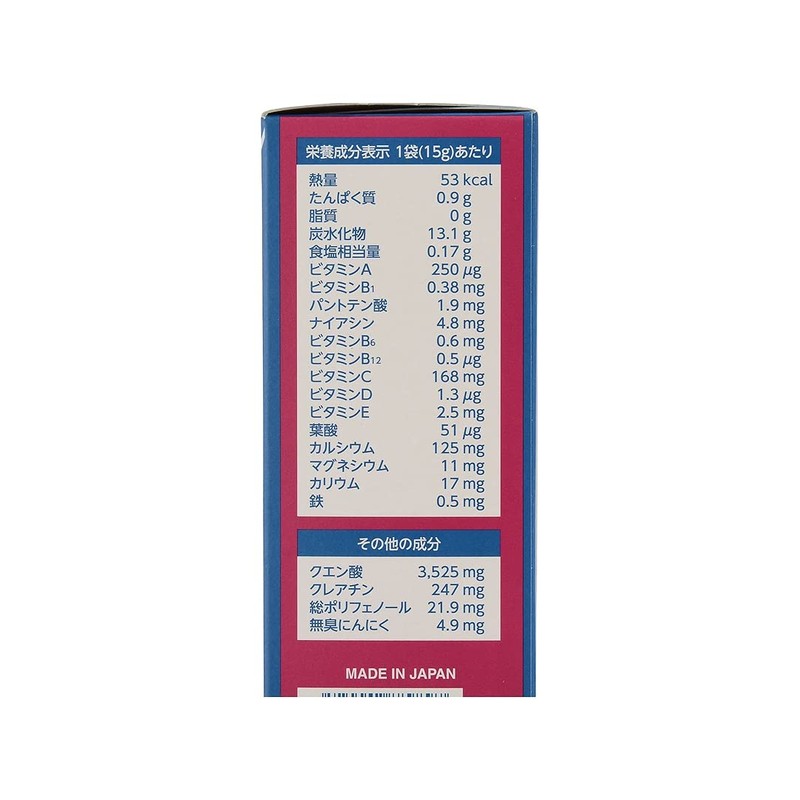 栄養成分表示 1袋(15g)あたり
熱量 53 kcal
たんぱく質 0.9 g
脂質 0 g
炭水化物 13.1 g
食塩相当量 0.17 g
ビタミンA 250 μg
ビタミンB1 0.38 mg
パントテン酸 1.9 mg
ナイアシン 4.8 mg
ビタミンB6 0.6 mg
ビタミンB12 0.5 μg
ビタミンC 168 mg
ビタミンD 1.3 μg
ビタミンE 2.5 mg
葉酸 51 μg
カルシウム 125 mg
マグネシウム 11 mg
カリウム 17 mg
鉄 0.5 mg
その他の成分
クエン酸 3,525 mg
クレアチン 247 mg
総ポリフェノール 21.9 mg
無臭にんにく 4.9 mg
MADE IN JAPAN